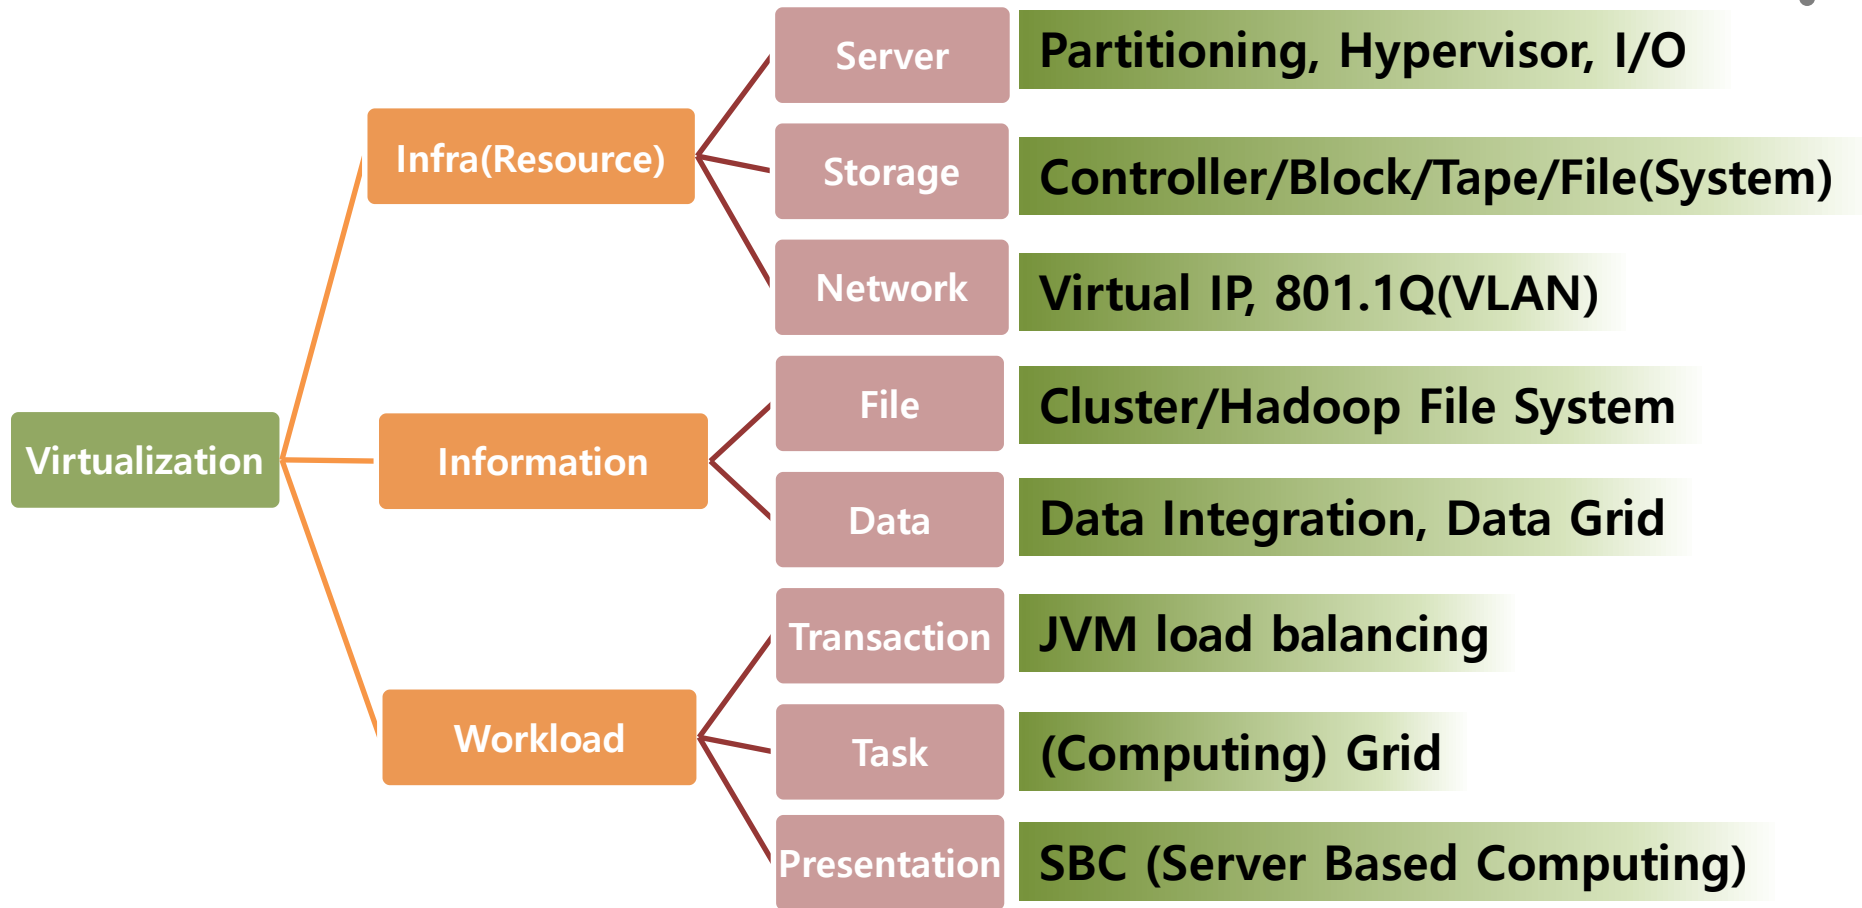 Server
Partitioning, Hypervisor, I/O
Infra(Resource)
Storage
Controller/Block/Tape/File(System)
Network
Virtual IP, 801.1Q(VLAN)
File
Cluster/Hadoop File System
Virtualization
Information
Data
Data Integration, Data Grid
Transaction
JVM load balancing
Workload
Task
(Computing) Grid
Presentation
SBC (Server Based Computing)